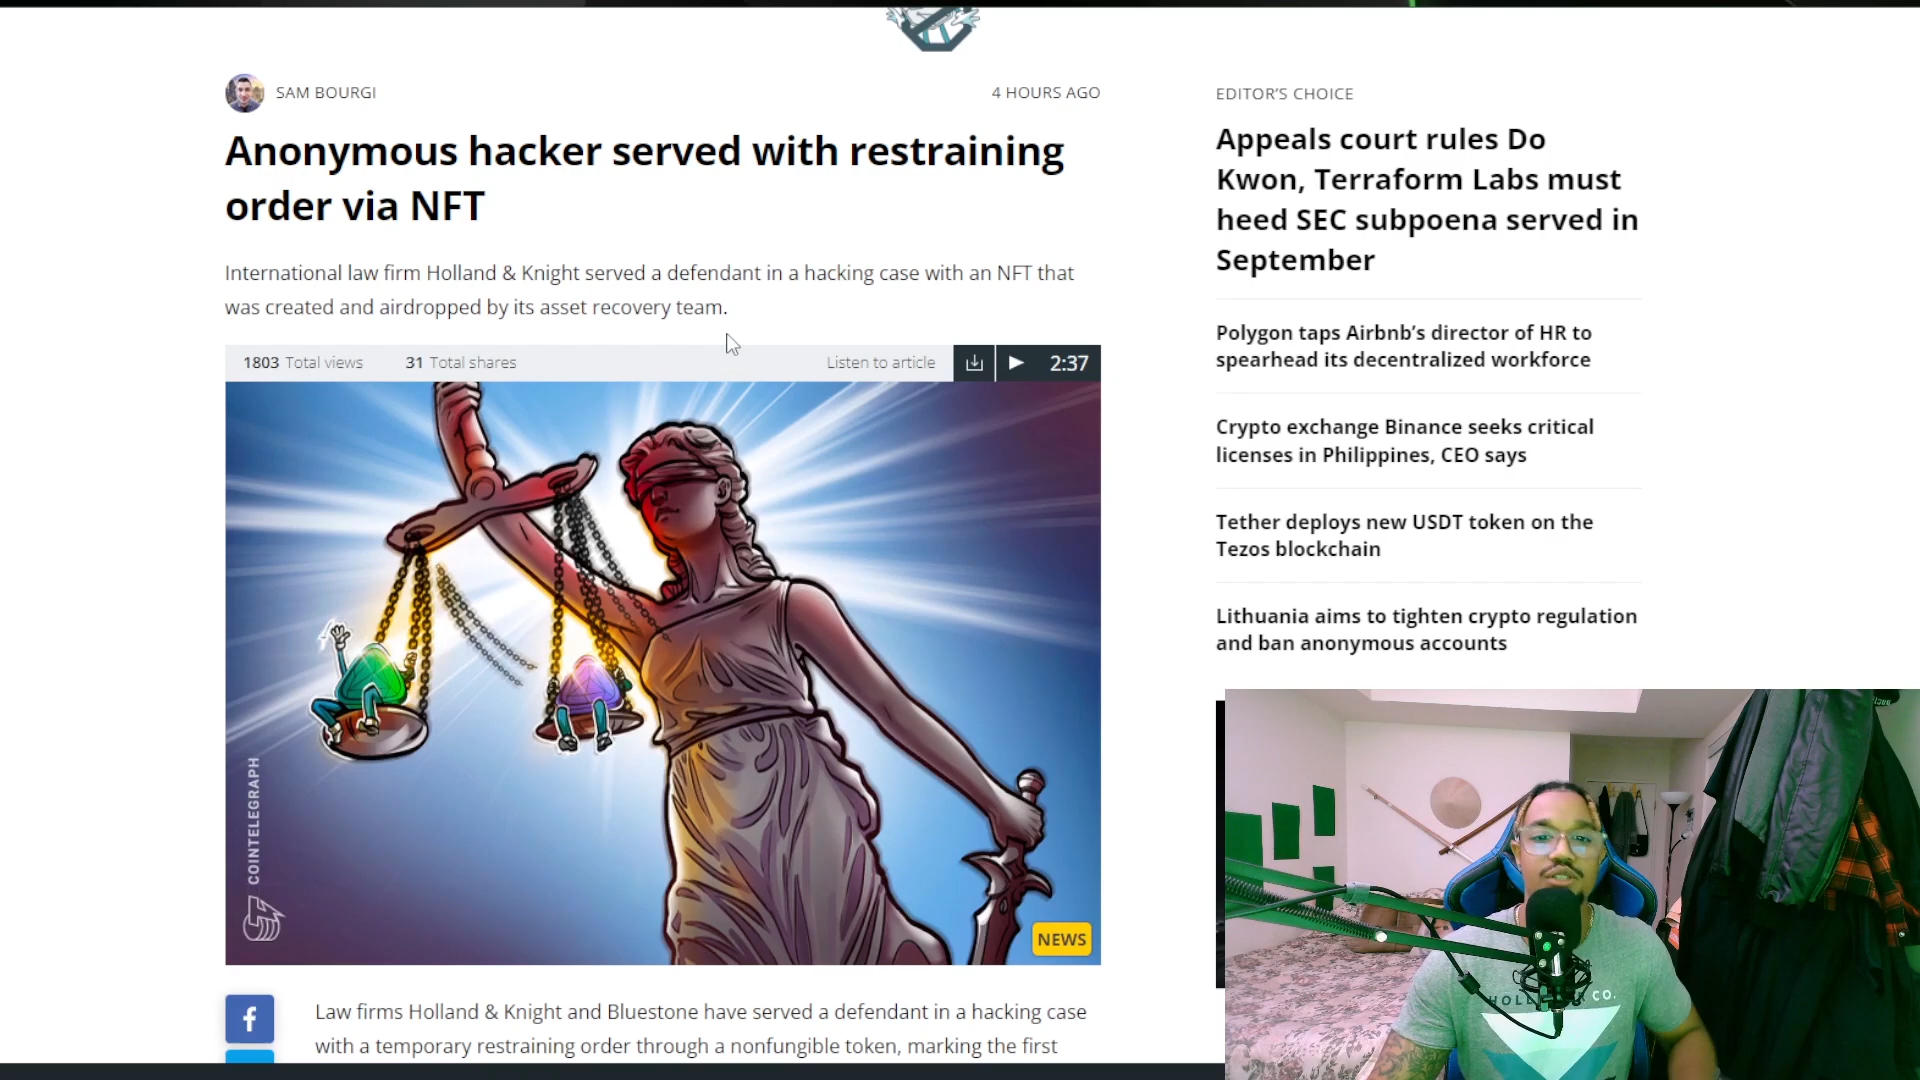 SAM BOURGI
4 HOURS AGO
Anonymous hacker served with restraining
order via NFT
International law firm Holland & Knight served a defendant in a hacking case with an NFT that
was created and airdropped by its asset recovery team.
1803 Total views
31 Total shares
Listen to article
2:37
COINTELEGRAPH
NEWS
Law firms Holland & Knight and Bluestone have served a defendant in a hacking case
with a temporary restraining order through a nonfungible token, marking the first
EDITOR'S CHOICE
Appeals court rules Do
Kwon, Terraform Labs must
heed SEC subpoena served in
September
Polygon taps Airbnb's director of HR to
spearhead its decentralized workforce
Crypto exchange Binance seeks critical
licenses in Philippines, CEO says
Tether deploys new USDT token on the
Tezos blockchain
Lithuania aims to tighten crypto regulation
and ban anonymous accounts
CO.